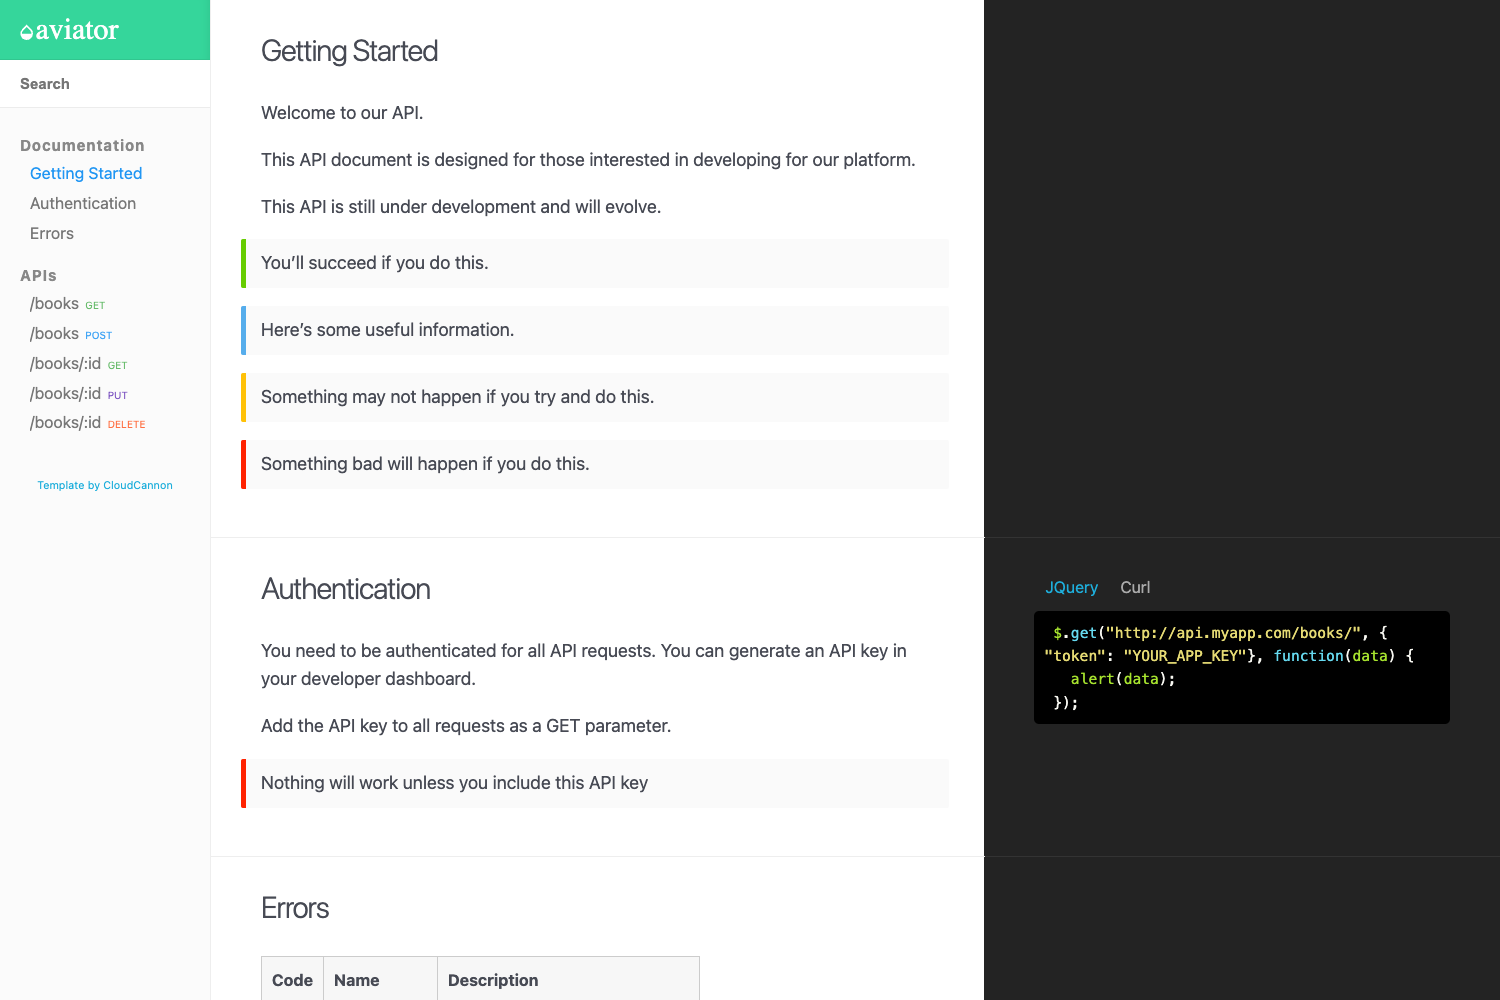 aviator
Search
Documentation
Getting Started
Authentication
Errors
APIs
/books GET
/books POST
/books/:id GET
/books/:id PUT
/books/:id DELETE
Template by CloudCannon
Getting Started
Welcome to our API.
This API document is designed for those interested in developing for our platform.
This API is still under development and will evolve.
You’ll succeed if you do this.
Here’s some useful information.
Something may not happen if you try and do this.
Something bad will happen if you do this.
Authentication
You need to be authenticated for all API requests. You can generate an API key in
your developer dashboard.
Add the API key to all requests as a GET parameter.
Nothing will work unless you include this API key
JQuery Curl
$.get("http://api.myapp.com/books/", {
"token": "YOUR_APP_KEY"}, function(data) {
alert(data);
});
Errors
Code Name Description